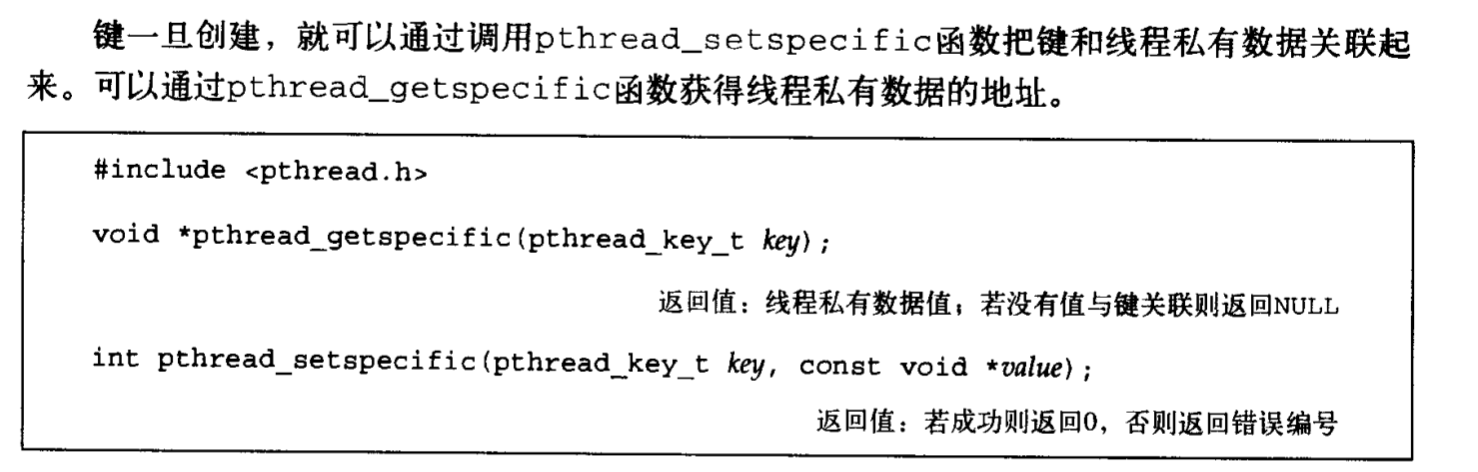 键一旦创建，就可以通过调用pthread_setspecific函数把键和线程私有数据关联起
来。可以通过pthread_getspecific函数获得线程私有数据的地址。
#include <pthread.h>
void *pthread_getspecific(pthread_key_t key);
返回值：线程私有数据值；若没有值与键关联则返回NULL
int pthread_setspecific(pthread_key_t key, const void *value);
返回值：若成功则返回0，否则返回错误编号